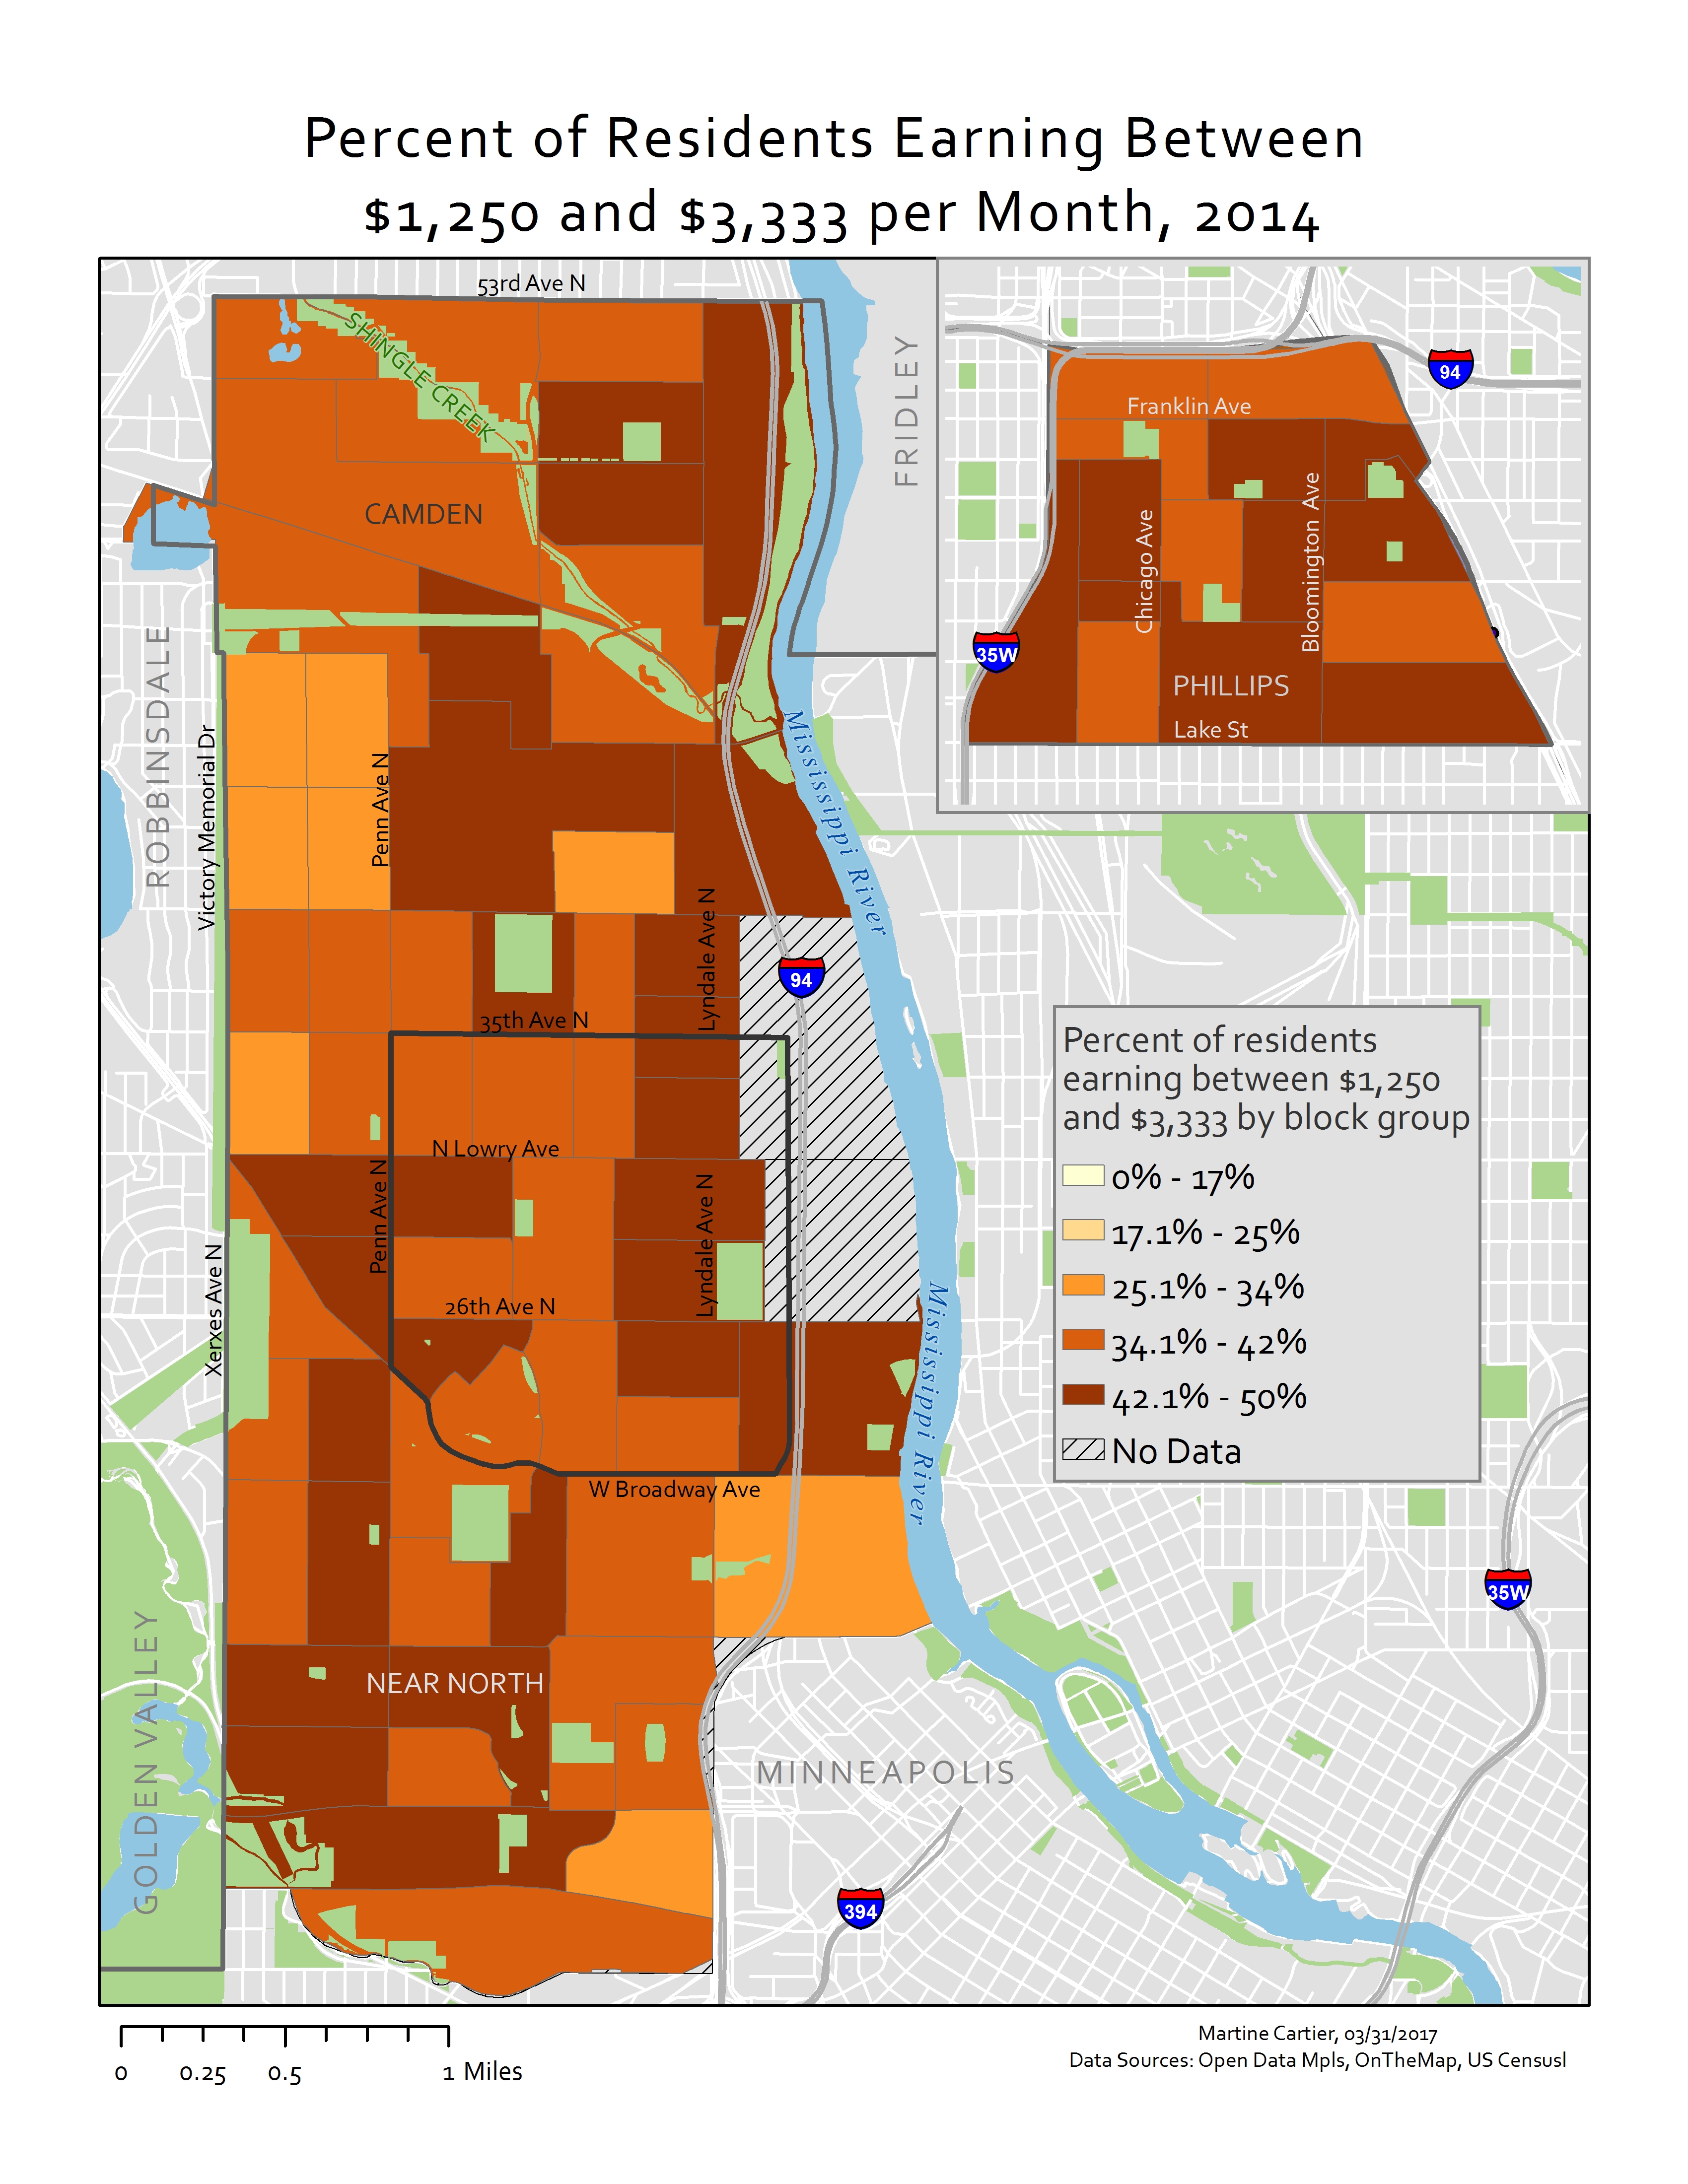 Percent of Residents Earning Between
$1,250 and $3,333 per Month, 2014
53rd Ave N
SHINGLE CREEK
CAMDEN
FRIDLEY
ROBBINSDALE
Victory Memorial Dr
Penn Ave N
Mississippi River
Lyndale Ave N
94
35th Ave N
N Lowry Ave
Penn Ave N
Lyndale Ave N
Xerxes Ave N
26th Ave N
Mississippi River
W Broadway Ave
NEAR NORTH
GOLDEN VALLEY
MINNEAPOLIS
394
35W
94
Franklin Ave
Chicago Ave
Bloomington Ave
35W
PHILLIPS
Lake St
Percent of residents
earning between $1,250
and $3,333 by block group
0% - 17%
17.1% - 25%
25.1% - 34%
34.1% - 42%
42.1% - 50%
No Data
0 0.25 0.5 1 Miles
Martine Cartier, 03/31/2017
Data Sources: Open Data Mpls, OnTheMap, US Censusl